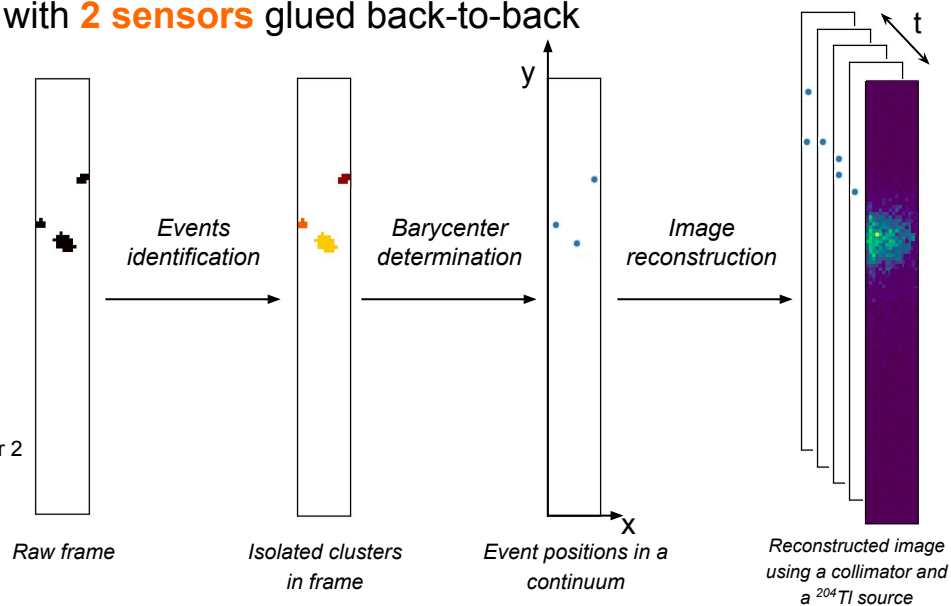 with 2 sensors glued back-to-back
t
y
Events
identification
Barycenter
determination
Image
reconstruction
r 2
x
Raw frame
Isolated clusters
in frame
Event positions in a
continuum
Reconstructed image
using a collimator and
a ²⁰⁴Tl source